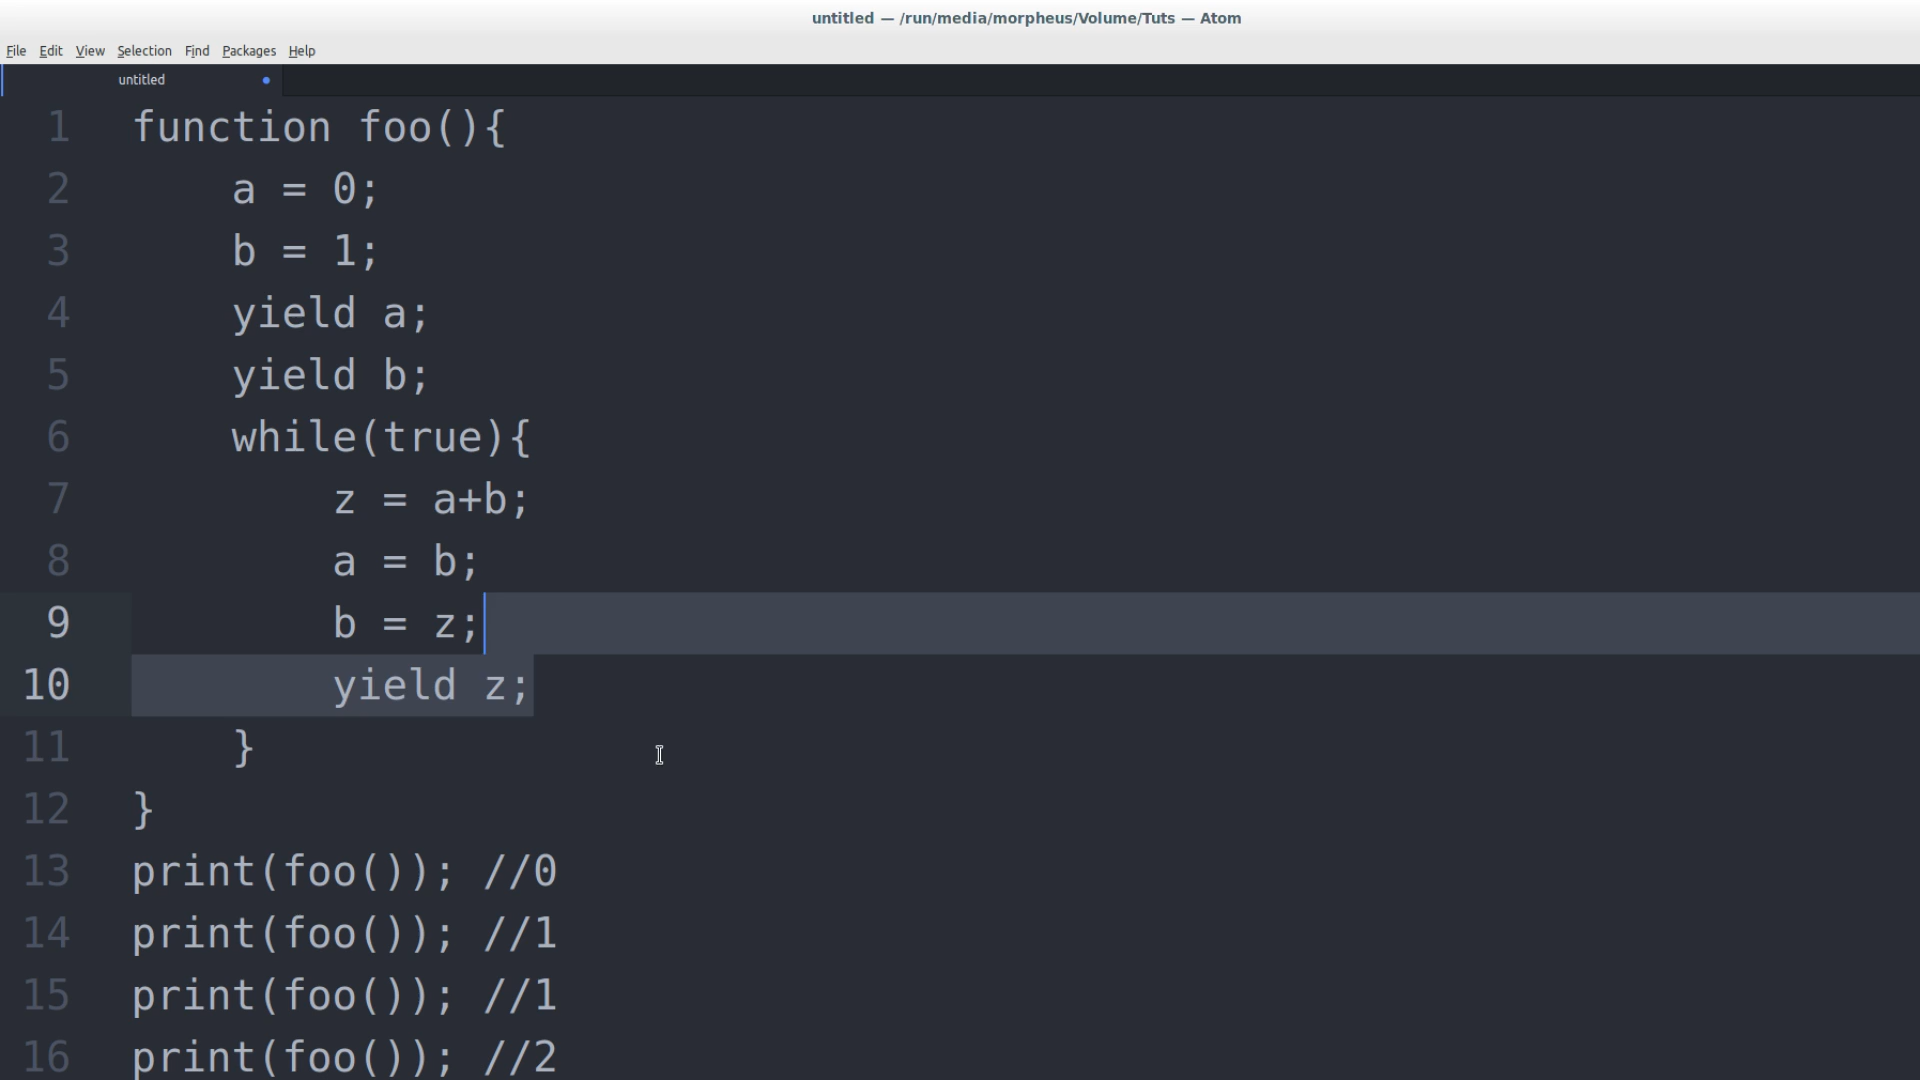 untitled — /run/media/morpheus/Volume/Tuts — Atom
File Edit View Selection Find Packages Help
untitled
1 function foo(){
2     a = 0;
3     b = 1;
4     yield a;
5     yield b;
6     while(true){
7         z = a+b;
8         a = b;
9         b = z;
10         yield z;
11     }
12 }
13 print(foo()); //0
14 print(foo()); //1
15 print(foo()); //1
16 print(foo()); //2